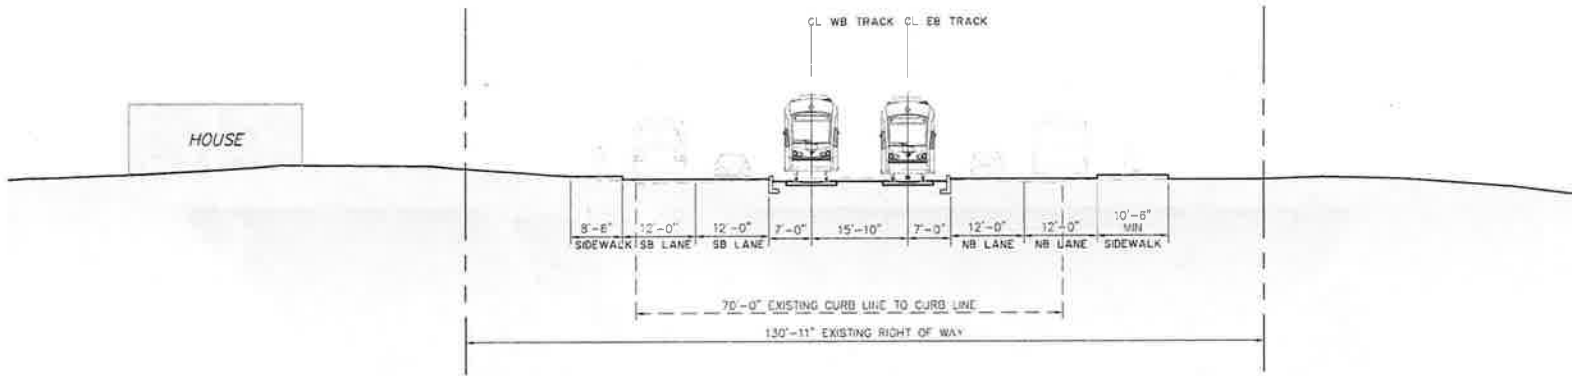 CL WB TRACK CL EB TRACK
HOUSE
8'-6" 12'-0" 12'-0" 7'-0" 15'-10" 7'-0" 12'-0" 12'-0" 10'-6"
MIN
SIDEWALK SB LANE SB LANE NB LANE NB LANE SIDEWALK
70'-0" EXISTING CURB LINE TO CURB LINE
130'-11" EXISTING RIGHT OF WAY